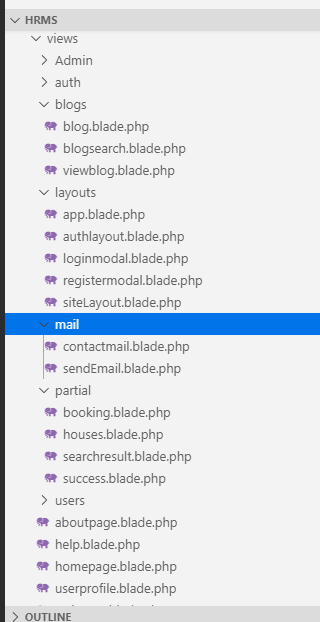 HRMS
views
Admin
auth
blogs
blog.blade.php
blogsearch.blade.php
viewblog.blade.php
layouts
app.blade.php
authlayout.blade.php
loginmodal.blade.php
registermodal.blade.php
siteLayout.blade.php
mail
contactmail.blade.php
sendEmail.blade.php
partial
booking.blade.php
houses.blade.php
searchresult.blade.php
success.blade.php
users
aboutpage.blade.php
help.blade.php
homepage.blade.php
userprofile.blade.php
OUTLINE